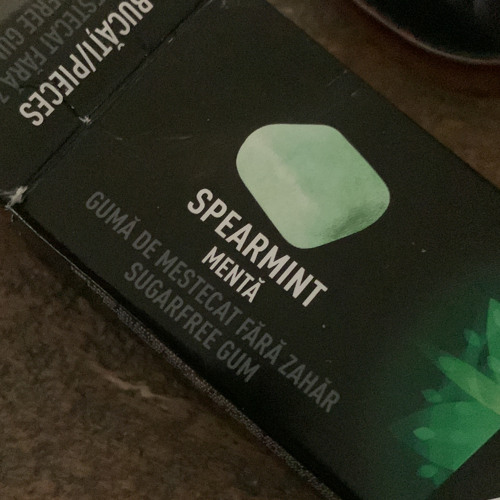 BUCĂȚI/PIECES
SPEARMINT
MENTĂ
GUMĂ DE MESTECAT FĂRĂ ZAHĂR
SUGARFREE GUM